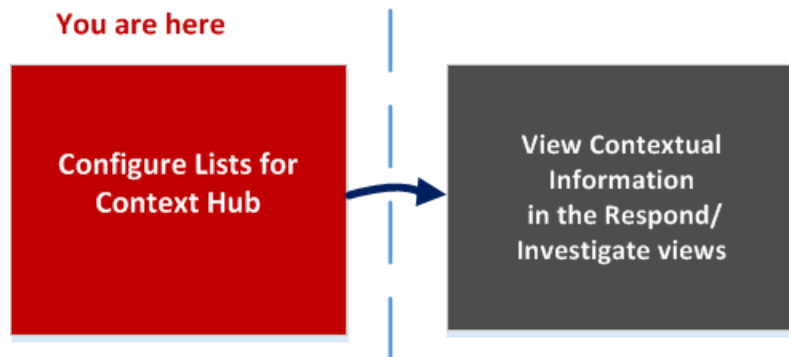 You are here
Configure Lists for
Context Hub
View Contextual
Information
in the Respond/
Investigate views